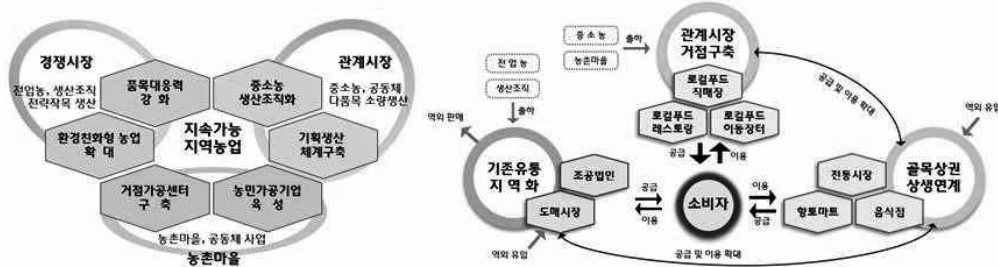 경쟁시장
전업농, 생산조직
전략작목 생산
품목대응력
강 화
중소농
생산조직화
관계시장
중소농, 공동체
다품목 소량생산
환경친화형 농업
확 대
지속가능
지역농업
기획생산
체계구축
거점가공센터
구 축
농민가공기업
육 성
농촌마을, 공동체 사업
농촌마을
중 소 농
농촌마을
출하
관계시장
거점구축
로컬푸드
직매장
로컬푸드
레스토랑
로컬푸드
이동장터
공급
이용
전 업 농
생산조직
출하
역외 판매
기존유통
지 역 화
조공법인
도매시장
역외 유입
공급
이용
소비자
이용
공급
공급 및 이용 확대
공급 및 이용 확대
역외 유입
골목상권
상생연계
전통시장
향토마트
음식점